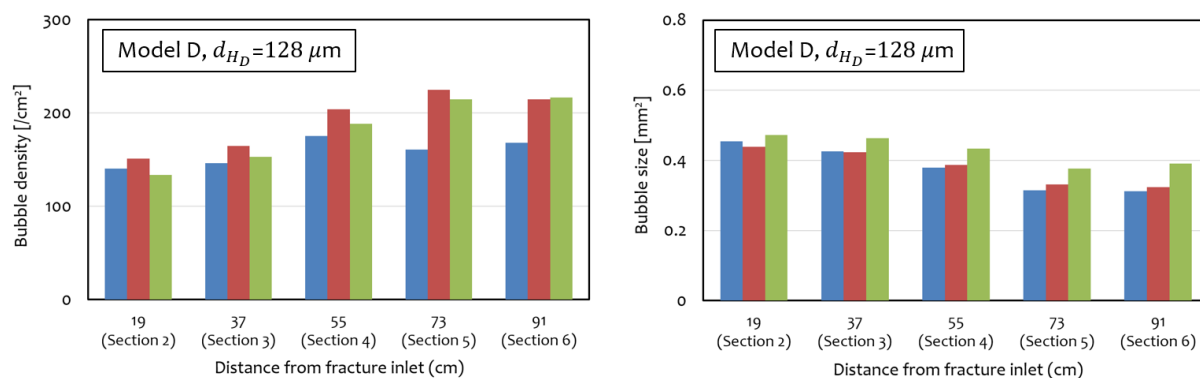 300
200
100
0
Bubble density [/cm²]
Model D, d_{H_D}=128 μm
19
(Section 2)
37
(Section 3)
55
(Section 4)
73
(Section 5)
91
(Section 6)
Distance from fracture inlet (cm)
0.8
0.6
0.4
0.2
0
Bubble size [mm²]
Model D, d_{H_D}=128 μm
19
(Section 2)
37
(Section 3)
55
(Section 4)
73
(Section 5)
91
(Section 6)
Distance from fracture inlet (cm)